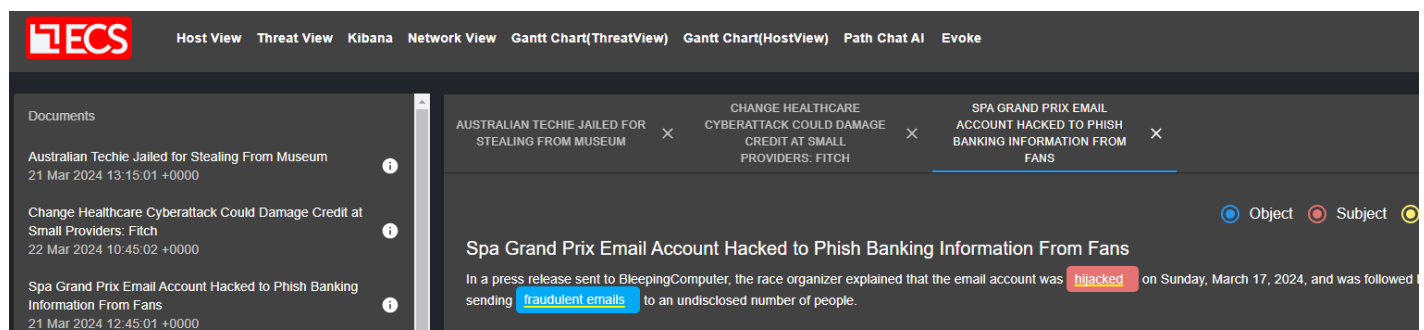 ECS
Host View Threat View Kibana Network View Gantt Chart(ThreatView) Gantt Chart(HostView) Path Chat AI Evoke
Documents
Australian Techie Jailed for Stealing From Museum
21 Mar 2024 13:15:01 +0000
Change Healthcare Cyberattack Could Damage Credit at
Small Providers: Fitch
22 Mar 2024 10:45:02 +0000
Spa Grand Prix Email Account Hacked to Phish Banking
Information From Fans
21 Mar 2024 12:45:01 +0000
AUSTRALIAN TECHIE JAILED FOR
STEALING FROM MUSEUM
CHANGE HEALTHCARE
CYBERATTACK COULD DAMAGE
CREDIT AT SMALL
PROVIDERS: FITCH
SPA GRAND PRIX EMAIL
ACCOUNT HACKED TO PHISH
BANKING INFORMATION FROM
FANS
Object Subject
Spa Grand Prix Email Account Hacked to Phish Banking Information From Fans
In a press release sent to BleepingComputer, the race organizer explained that the email account was hijacked on Sunday, March 17, 2024, and was followed
sending fraudulent emails to an undisclosed number of people.